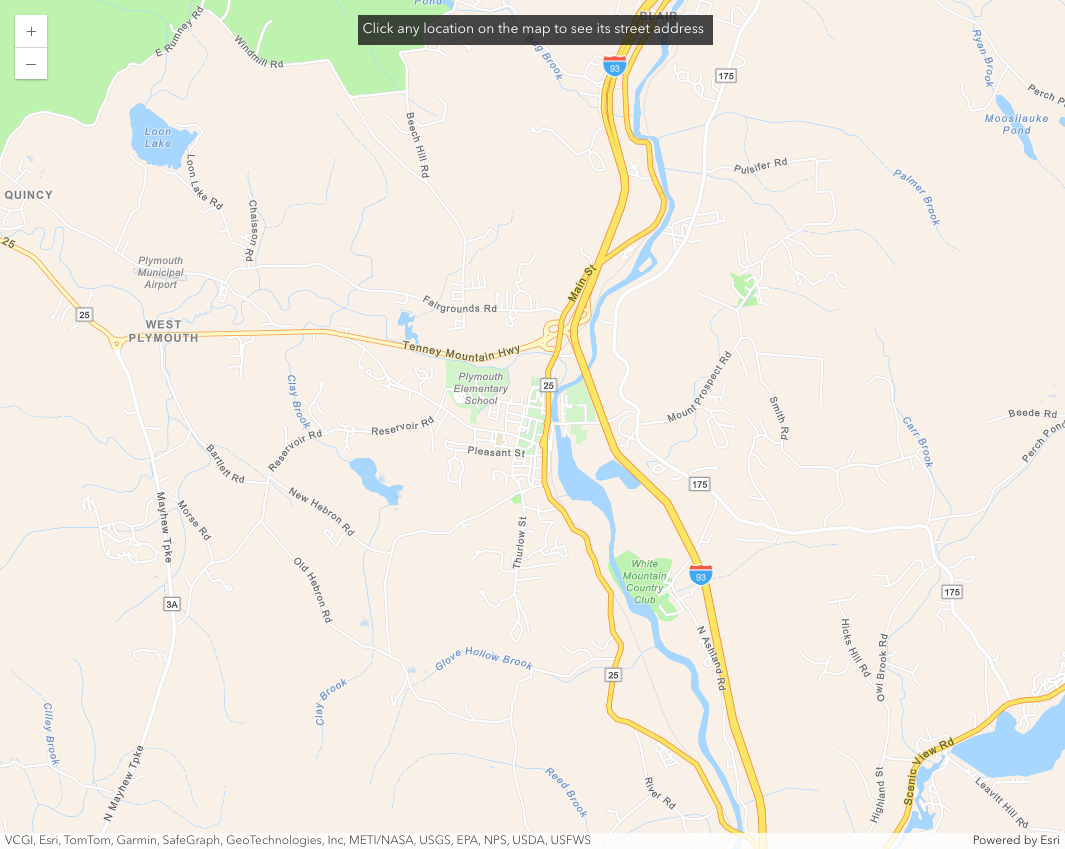 Pond
BLAIR
Click any location on the map to see its street address
+
−
E Rumney Rd
Windmill Rd
Brook
93
175
Ryan Brook
Perch P
Moosilauke
Pond
Loon
Lake
Beech Hill Rd
Loon Lake Rd
Pulsifer Rd
Palmer Brook
QUINCY
Chaisson Rd
25
Plymouth
Municipal
Airport
Main St
Fairgrounds Rd
25
WEST
PLYMOUTH
Tenney Mountain Hwy
Plymouth
Elementary
School
25
Clay Brook
Mount Prospect Rd
Smith Rd
Beede Rd
Perch Pond
Carr Brook
Reservoir Rd
Reservoir Rd
Pleasant St
Bartlett Rd
175
New Hebron Rd
Mayhew Tpke
Morse Rd
Thurlow St
Old Hebron Rd
White
Mountain
Country
Club
93
175
3A
Hicks Hill Rd
Owl Brook Rd
N Ashland Rd
Glove Hollow Brook
25
Clay Brook
Cilley Brook
N Mayhew Tpke
Reed Brook
River Rd
Scenic View Rd
Highland St
Leavitt Hill Rd
VCGI, Esri, TomTom, Garmin, SafeGraph, GeoTechnologies, Inc, METI/NASA, USGS, EPA, NPS, USDA, USFWS
Powered by Esri